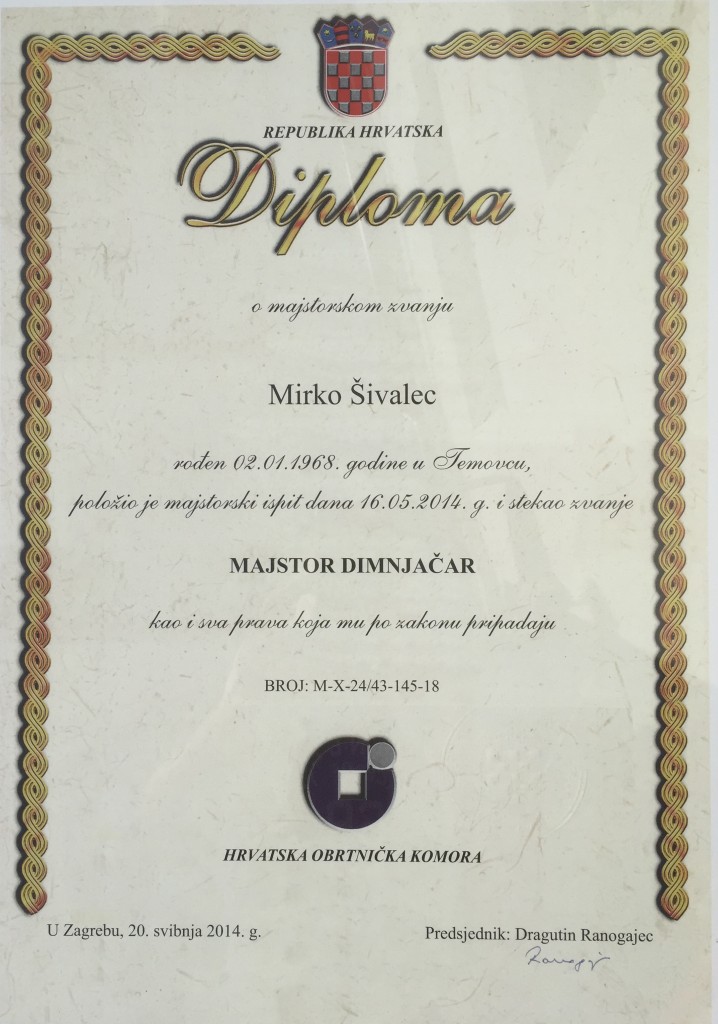 REPUBLIKA HRVATSKA
Diploma
o majstorskom zvanju
Mirko Šivalec
rođen 02.01.1968. godine u Temovcu,
položio je majstorski ispit dana 16.05.2014. g. i stekao zvanje
MAJSTOR DIMNJAČAR
kao i sva prava koja mu po zakonu pripadaju
BROJ: M-X-24/43-145-18
HRVATSKA OBRTNIČKA KOMORA
U Zagrebu, 20. svibnja 2014. g.
Predsjednik: Dragutin Ranogajec